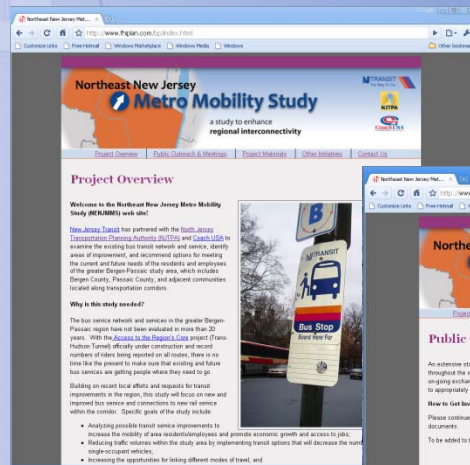 Northeast New Jersey Met...
http://www.fhiplan.com/bp/index.html
Customize Links Free Hotmail Windows Marketplace Windows Media Windows
Other bookmarks
Northeast New Jersey
Metro Mobility Study
a study to enhance
regional interconnectivity
NJ TRANSIT
The Way To Go.
NJTPA
Coach USA
Project Overview Public Outreach & Meetings Project Materials Other Initiatives Contact Us
Project Overview
Welcome to the Northeast New Jersey Metro Mobility
Study (NENJMMS) web site!
New Jersey Transit has partnered with the North Jersey
Transportation Planning Authority (NJTPA) and Coach USA to
examine the existing bus transit network and service, identify
areas of improvement, and recommend options for meeting
the current and future needs of the residents and employees
of the greater Bergen-Passaic study area, which includes
Bergen County, Passaic County, and adjacent communities
located along transportation corridors.
Why is this study needed?
The bus service network and services in the greater Bergen-
Passaic region have not been evaluated in more than 20
years. With the Access to the Region's Core project (Trans-
Hudson Tunnel) officially under construction and record
numbers of riders being reported on all routes, there is no
time like the present to make sure that existing and future
bus services are getting people where they need to go.
Building on recent local efforts and requests for transit
improvements in the region, this study will focus on new and
improved bus service and connections to new rail service
within the corridor. Specific goals of the study include:
• Analyzing possible transit service improvements to
increase the mobility of area residents/employees and promote economic growth and access to jobs;
• Reducing traffic volumes within the study area by implementing transit options that will decrease the num
single-occupant vehicles;
• Increasing the opportunities for linking different modes of travel; and
B
NJ TRANSIT
Bus Stop
Board Here For
Northeast New Jersey Met...
http://www
Customize Links Free Hotmail
Northe
Projec
Public
An extensive sta
throughout the s
on-going exchan
to appropriately
How to Get Inv
Please continue
documents.
To be added to